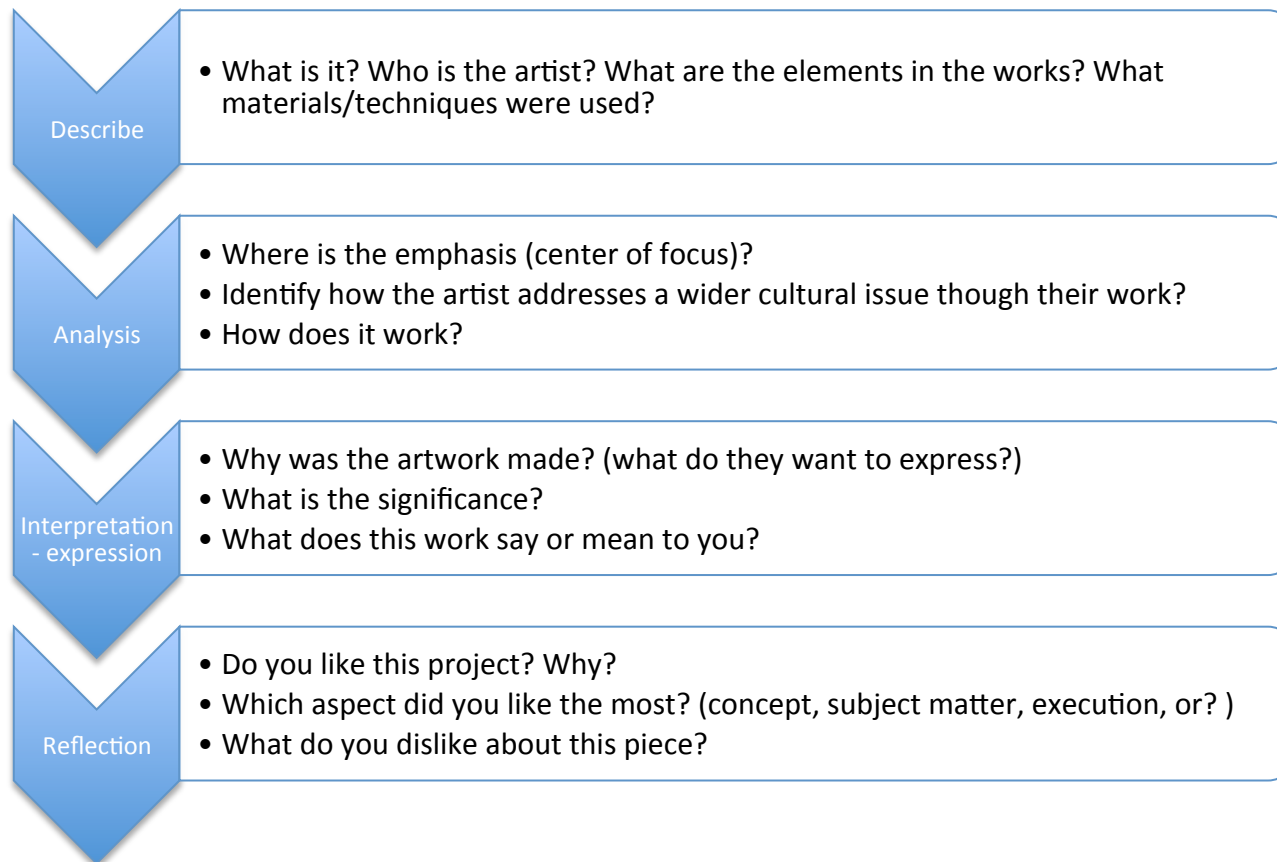 Describe
• What is it? Who is the artist? What are the elements in the works? What
materials/techniques were used?
Analysis
• Where is the emphasis (center of focus)?
• Identify how the artist addresses a wider cultural issue though their work?
• How does it work?
Interpretation
- expression
• Why was the artwork made? (what do they want to express?)
• What is the significance?
• What does this work say or mean to you?
Reflection
• Do you like this project? Why?
• Which aspect did you like the most? (concept, subject matter, execution, or? )
• What do you dislike about this piece?